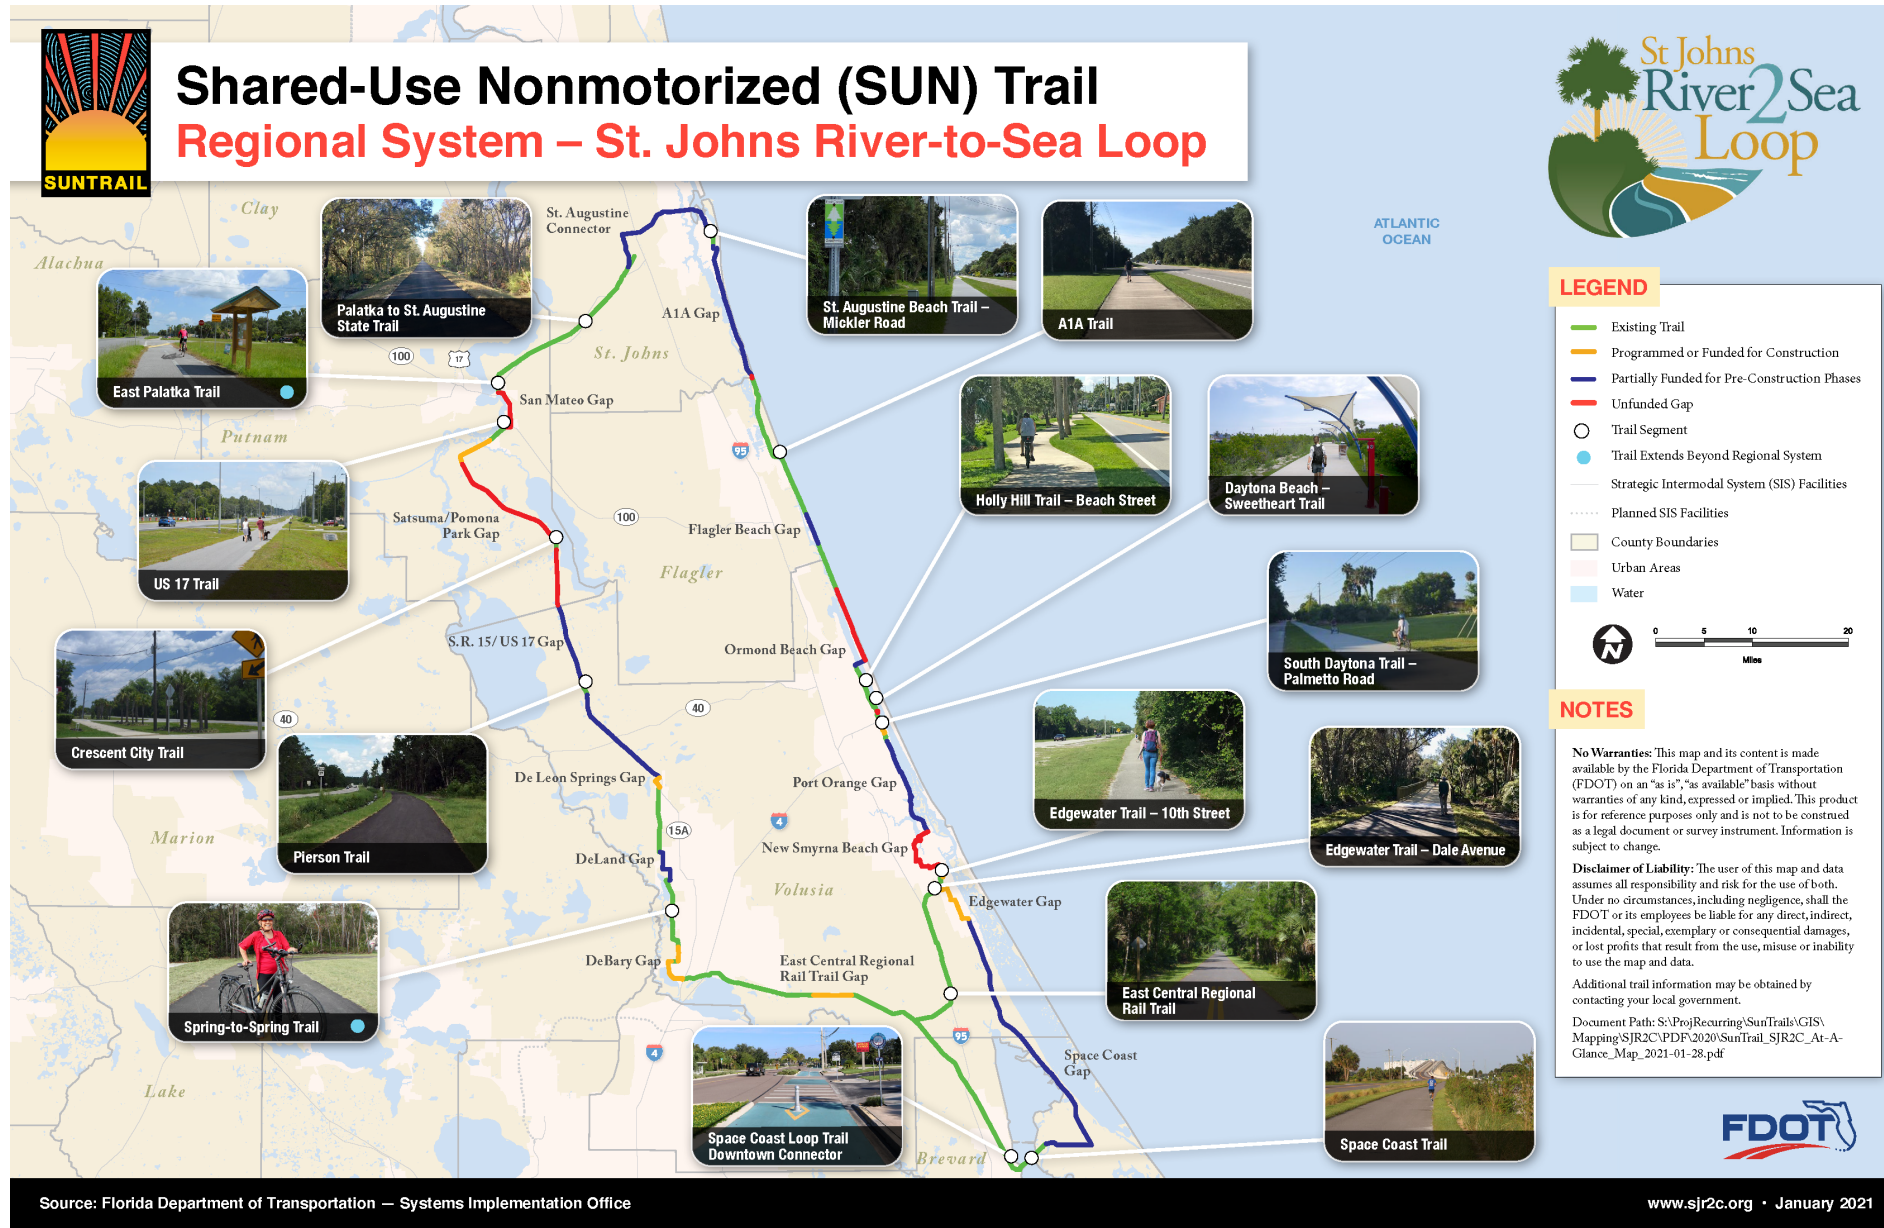 Shared-Use Nonmotorized (SUN) Trail
Regional System – St. Johns River-to-Sea Loop
SUNTRAIL
St Johns
River2Sea
Loop
ATLANTIC
OCEAN
Clay
Alachua
St. Augustine
Connector
Palatka to St. Augustine
State Trail
St. Augustine Beach Trail –
Mickler Road
A1A Trail
A1A Gap
St. Johns
East Palatka Trail
100
17
San Mateo Gap
Putnam
95
US 17 Trail
Satsuma/Pomona
Park Gap
100
Flagler Beach Gap
Flagler
Holly Hill Trail – Beach Street
Daytona Beach –
Sweetheart Trail
South Daytona Trail –
Palmetto Road
S.R. 15/ US 17 Gap
Ormond Beach Gap
Crescent City Trail
40
40
Pierson Trail
De Leon Springs Gap
Port Orange Gap
Edgewater Trail – 10th Street
Edgewater Trail – Dale Avenue
Marion
15A
4
DeLand Gap
New Smyrna Beach Gap
Volusia
Edgewater Gap
Spring-to-Spring Trail
DeBary Gap
East Central Regional
Rail Trail Gap
East Central Regional
Rail Trail
95
4
Space Coast
Gap
Lake
Space Coast Loop Trail
Downtown Connector
Brevard
Space Coast Trail
LEGEND
Existing Trail
Programmed or Funded for Construction
Partially Funded for Pre-Construction Phases
Unfunded Gap
Trail Segment
Trail Extends Beyond Regional System
Strategic Intermodal System (SIS) Facilities
Planned SIS Facilities
County Boundaries
Urban Areas
Water
N
0 5 10 20
Miles
NOTES
No Warranties: This map and its content is made
available by the Florida Department of Transportation
(FDOT) on an “as is”, “as available” basis without
warranties of any kind, expressed or implied. This product
is for reference purposes only and is not to be construed
as a legal document or survey instrument. Information is
subject to change.
Disclaimer of Liability: The user of this map and data
assumes all responsibility and risk for the use of both.
Under no circumstances, including negligence, shall the
FDOT or its employees be liable for any direct, indirect,
incidental, special, exemplary or consequential damages,
or lost profits that result from the use, misuse or inability
to use the map and data.
Additional trail information may be obtained by
contacting your local government.
Document Path: S:\ProjRecurring\SunTrails\GIS\
Mapping\SJR2C\PDF\2020\SunTrail_SJR2C_At-A-
Glance_Map_2021-01-28.pdf
FDOT
Source: Florida Department of Transportation — Systems Implementation Office
www.sjr2c.org • January 2021